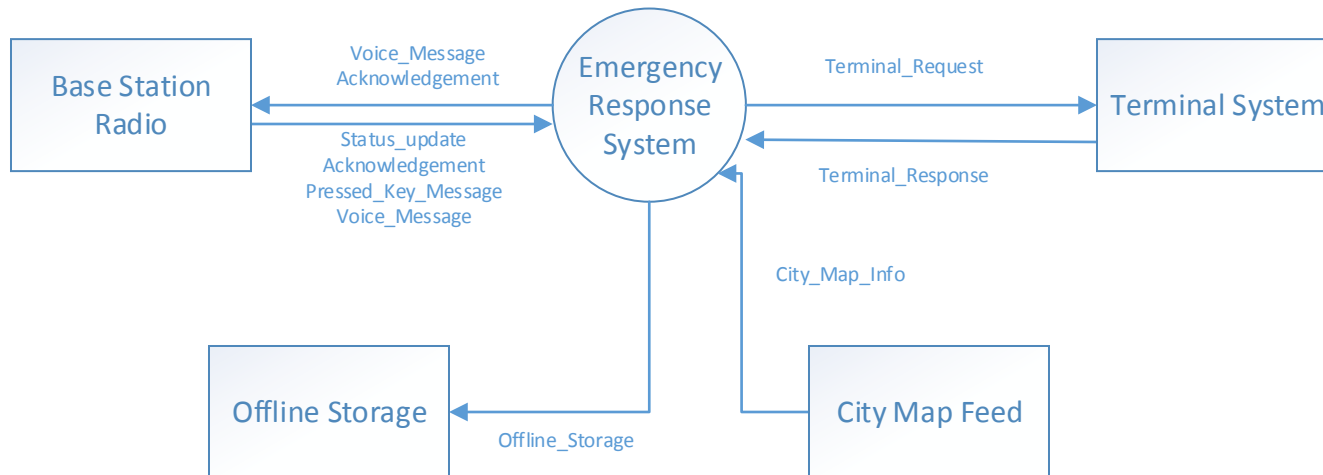 Voice_Message
Acknowledgement
Base Station
Radio
Status_update
Acknowledgement
Pressed_Key_Message
Voice_Message
Emergency
Response
System
Terminal_Request
Terminal System
Terminal_Response
City_Map_Info
Offline Storage
Offline_Storage
City Map Feed